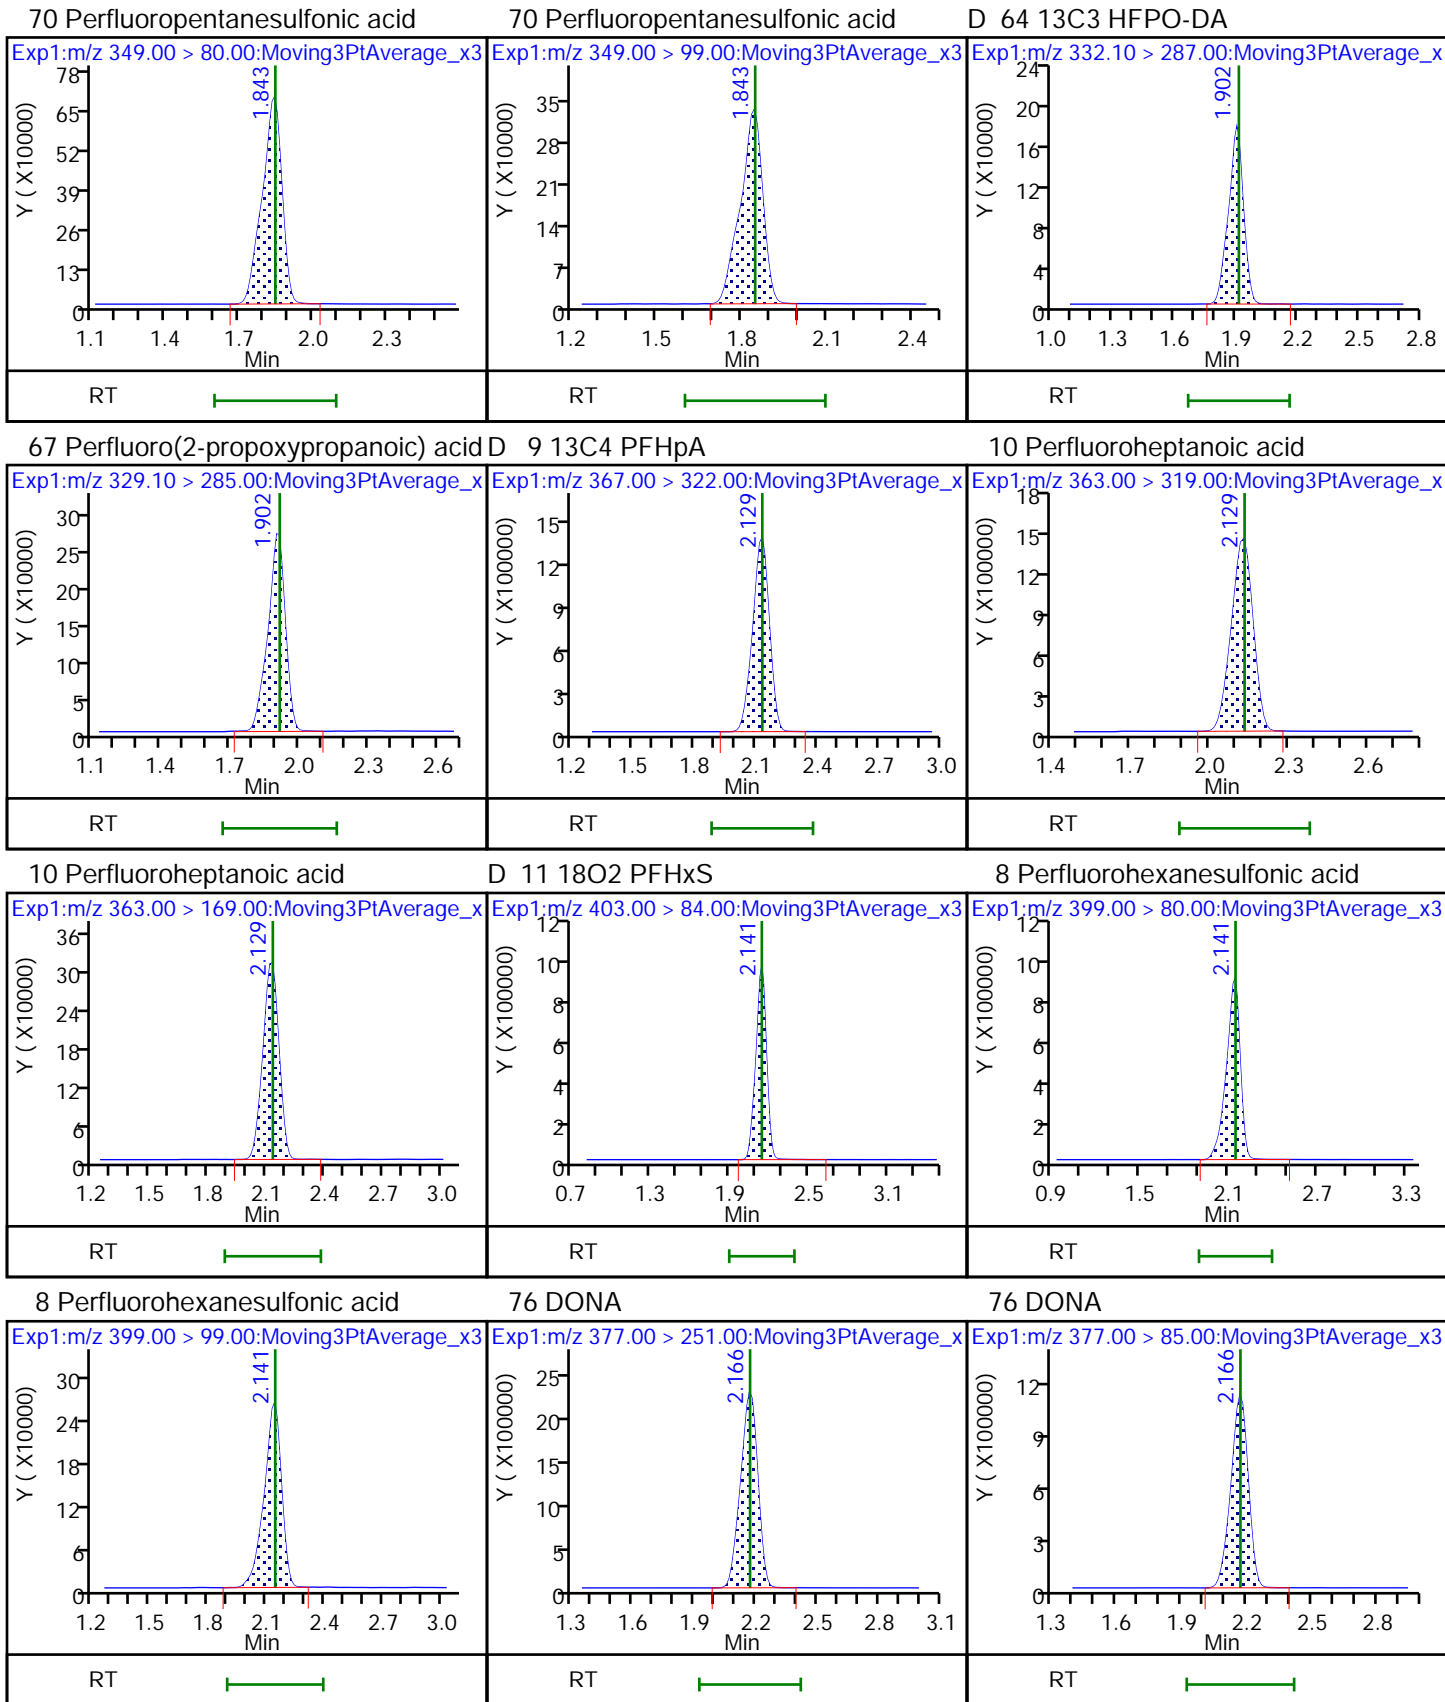 70 Perfluoropentanesulfonic acid
Exp1:m/z 349.00 > 80.00:Moving3PtAverage_x3
Y ( X10000)
78
65
52
39
26
13
0
1.843
1.1 1.4 1.7 2.0 2.3
Min
RT
70 Perfluoropentanesulfonic acid
Exp1:m/z 349.00 > 99.00:Moving3PtAverage_x3
Y ( X10000)
35
28
21
14
7
0
1.843
1.2 1.5 1.8 2.1 2.4
Min
RT
D 64 13C3 HFPO-DA
Exp1:m/z 332.10 > 287.00:Moving3PtAverage_x
Y ( X10000)
24
20
16
12
8
4
0
1.902
1.0 1.3 1.6 1.9 2.2 2.5 2.8
Min
RT
67 Perfluoro(2-propoxypropanoic) acid
Exp1:m/z 329.10 > 285.00:Moving3PtAverage_x
Y ( X10000)
30
25
20
15
10
5
0
1.902
1.1 1.4 1.7 2.0 2.3 2.6
Min
RT
D 9 13C4 PFHpA
Exp1:m/z 367.00 > 322.00:Moving3PtAverage_x
Y ( X100000)
15
12
9
6
3
0
2.129
1.2 1.5 1.8 2.1 2.4 2.7 3.0
Min
RT
10 Perfluoroheptanoic acid
Exp1:m/z 363.00 > 319.00:Moving3PtAverage_x
Y ( X100000)
18
15
12
9
6
3
0
2.129
1.4 1.7 2.0 2.3 2.6
Min
RT
10 Perfluoroheptanoic acid
Exp1:m/z 363.00 > 169.00:Moving3PtAverage_x
Y ( X10000)
36
30
24
18
12
6
0
2.129
1.2 1.5 1.8 2.1 2.4 2.7 3.0
Min
RT
D 11 18O2 PFHxS
Exp1:m/z 403.00 > 84.00:Moving3PtAverage_x3
Y ( X100000)
12
10
8
6
4
2
0
2.141
0.7 1.3 1.9 2.5 3.1
Min
RT
8 Perfluorohexanesulfonic acid
Exp1:m/z 399.00 > 80.00:Moving3PtAverage_x3
Y ( X100000)
12
10
8
6
4
2
0
2.141
0.9 1.5 2.1 2.7 3.3
Min
RT
8 Perfluorohexanesulfonic acid
Exp1:m/z 399.00 > 99.00:Moving3PtAverage_x3
Y ( X10000)
30
24
18
12
6
0
2.141
1.2 1.5 1.8 2.1 2.4 2.7 3.0
Min
RT
76 DONA
Exp1:m/z 377.00 > 251.00:Moving3PtAverage_x
Y ( X100000)
25
20
15
10
5
0
2.166
1.3 1.6 1.9 2.2 2.5 2.8 3.1
Min
RT
76 DONA
Exp1:m/z 377.00 > 85.00:Moving3PtAverage_x3
Y ( X100000)
12
9
6
3
0
2.166
1.3 1.6 1.9 2.2 2.5 2.8
Min
RT